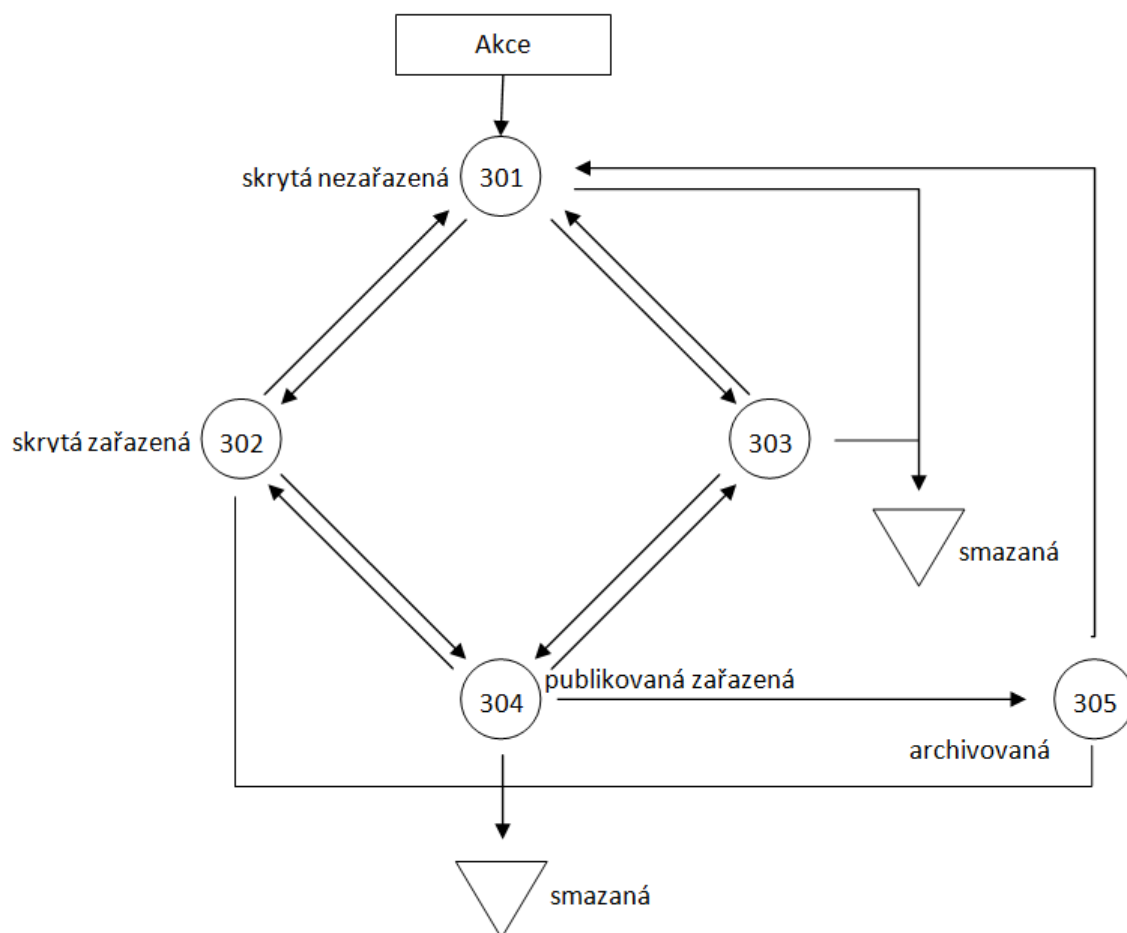 Akce
skrytá nezařazená
301
skrytá zařazená
302
303
smazaná
304
publikovaná zařazená
305
archivovaná
smazaná